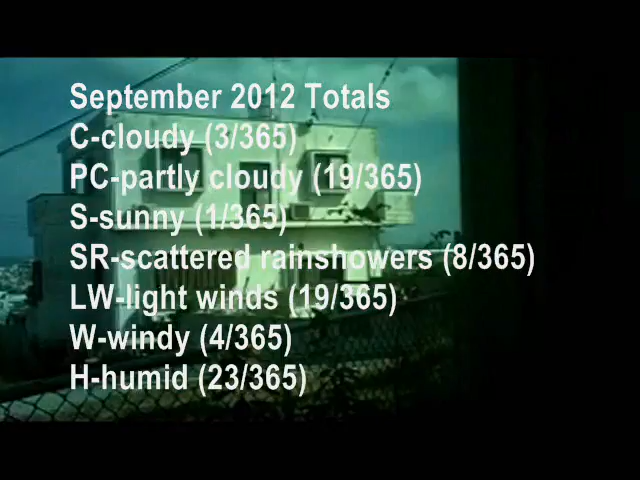 September 2012 Totals
C-cloudy (3/365)
PC-partly cloudy (19/365)
S-sunny (1/365)
SR-scattered rainshowers (8/365)
LW-light winds (19/365)
W-windy (4/365)
H-humid (23/365)